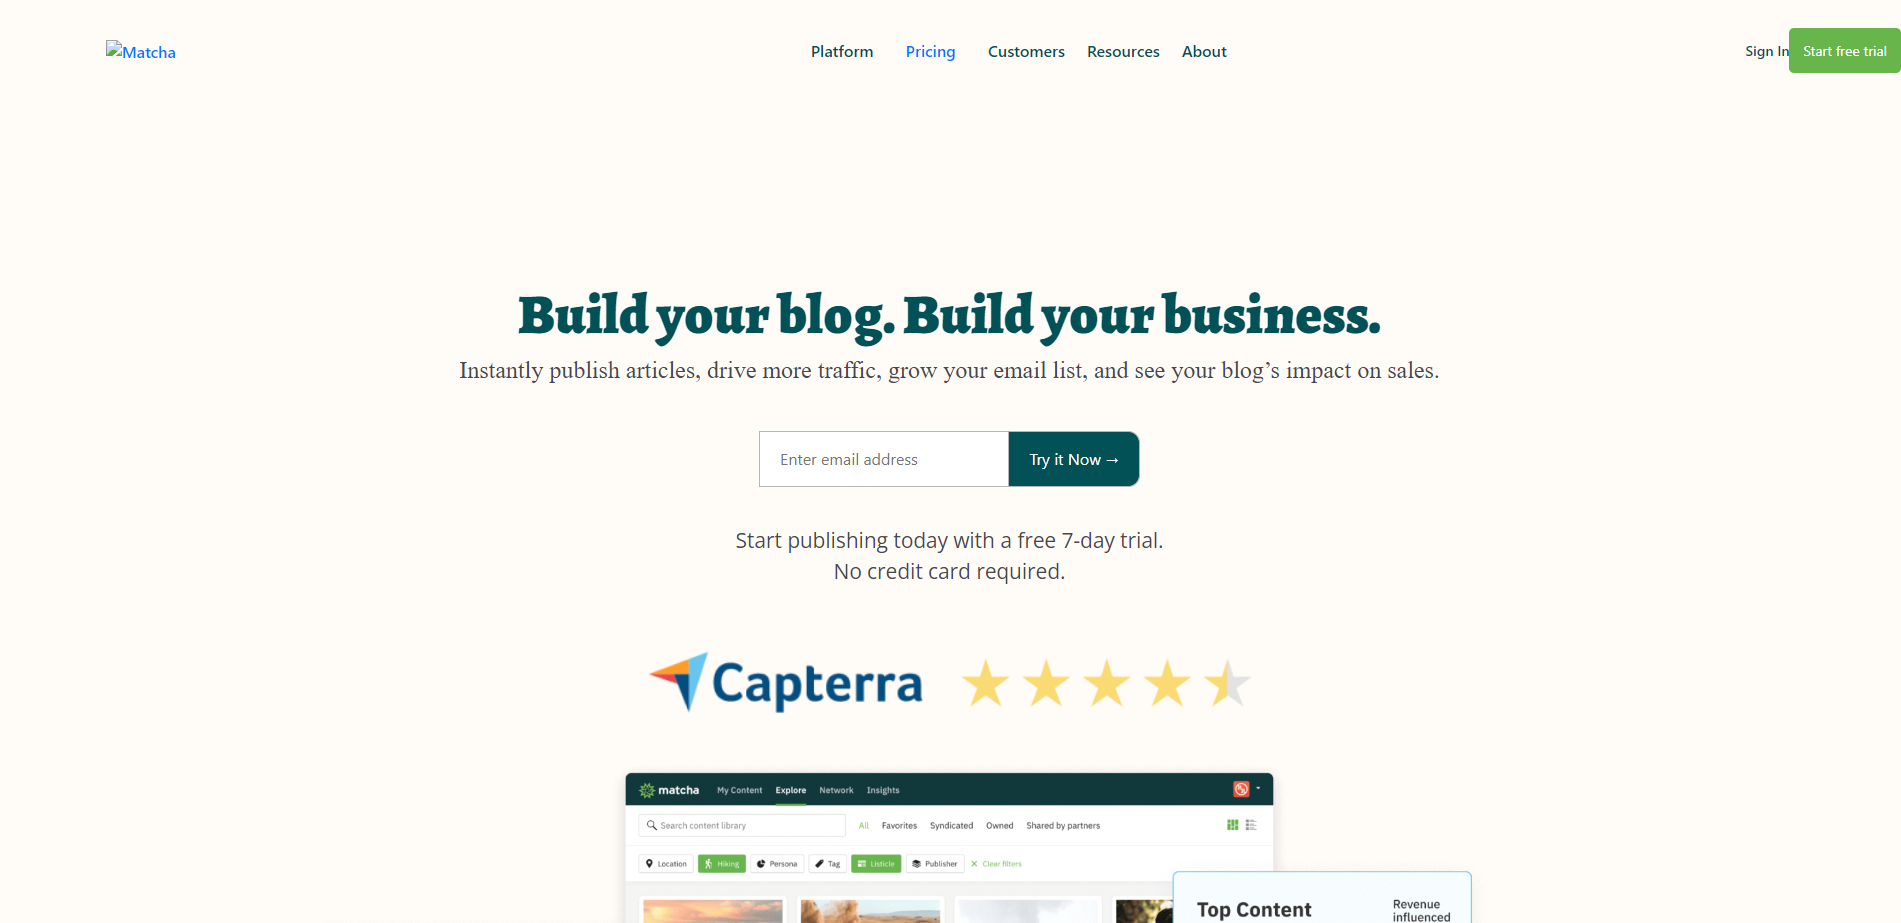 Matcha
Platform Pricing Customers Resources About
Sign In Start free trial
Build your blog. Build your business.
Instantly publish articles, drive more traffic, grow your email list, and see your blog’s impact on sales.
Enter email address Try it Now →
Start publishing today with a free 7-day trial.
No credit card required.
Capterra
matcha My Content Explore Network Insights
Search content library All Favorites Syndicated Owned Shared by partners
Location Hiking Persona Tag Listicle Publisher × Clear filters
Top Content Revenue
influenced